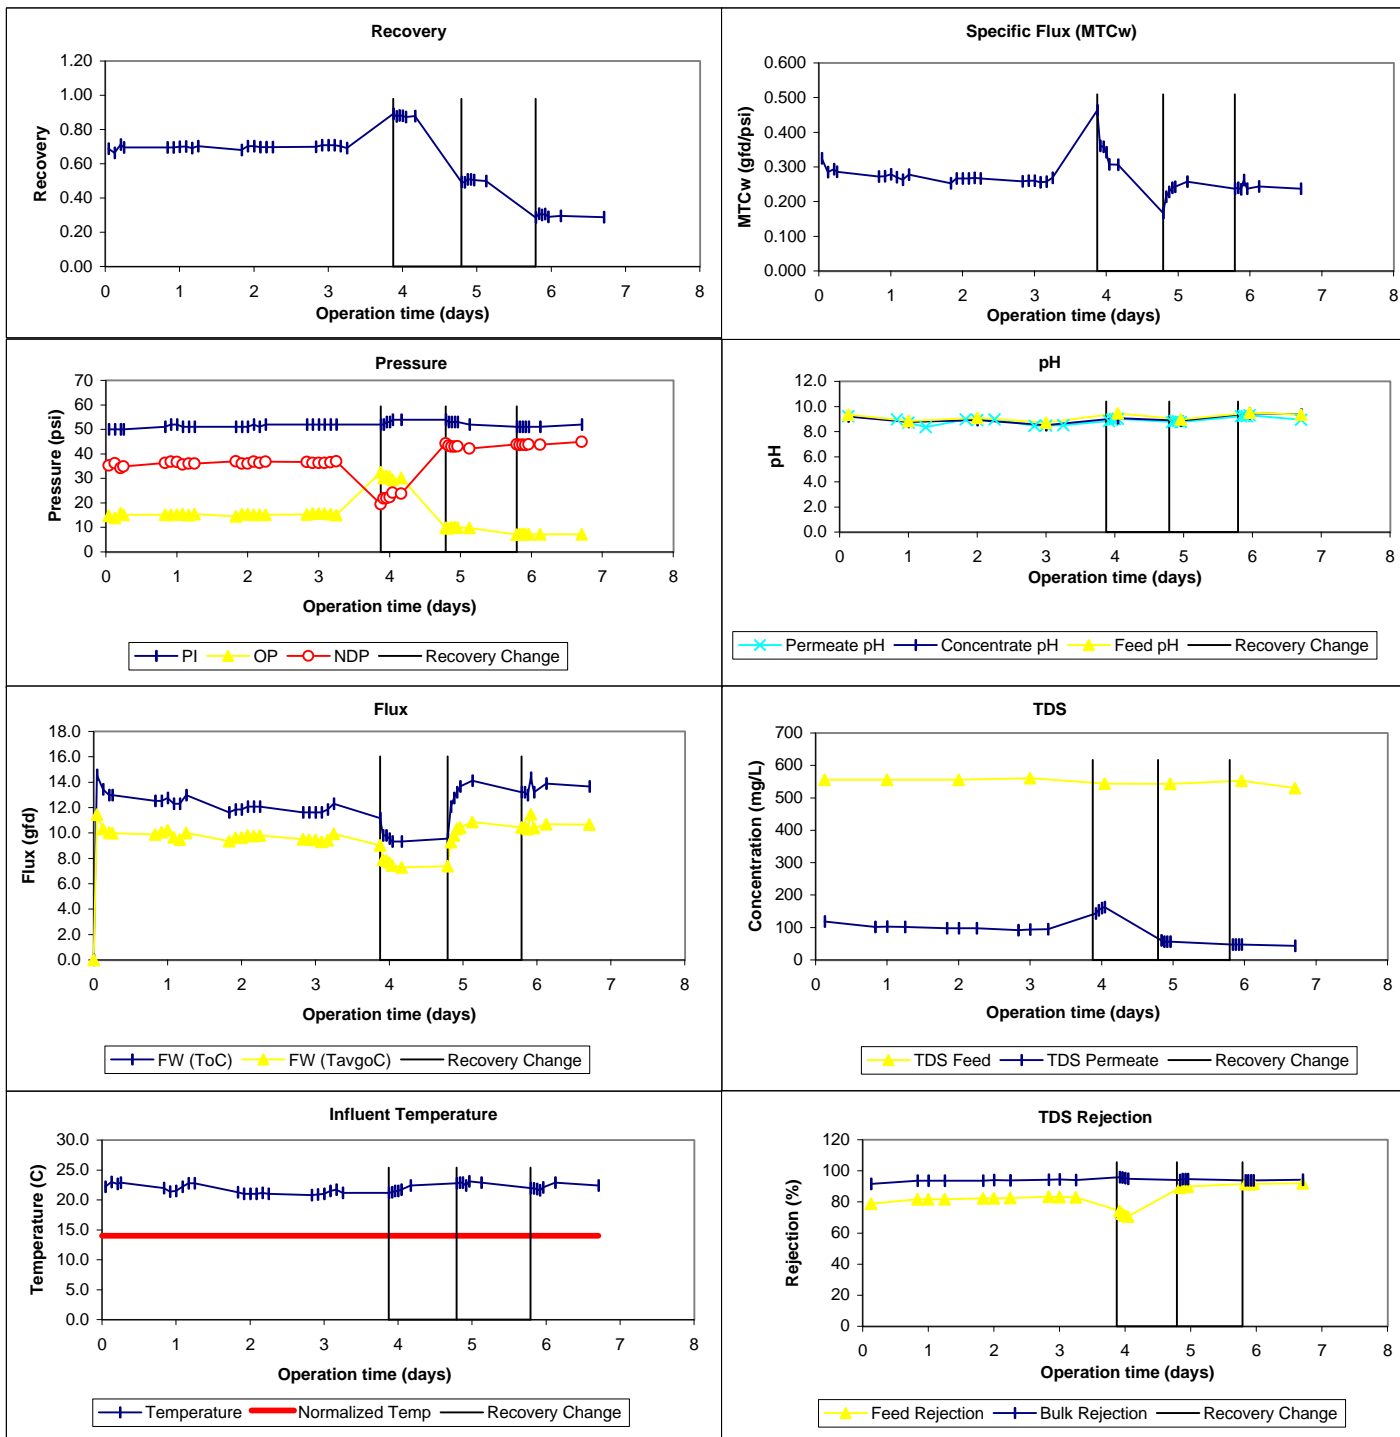 Recovery
1.20
1.00
0.80
0.60
0.40
0.20
0.00
Recovery
0 1 2 3 4 5 6 7 8
Operation time (days)
Specific Flux (MTCw)
0.600
0.500
0.400
0.300
0.200
0.100
0.000
MTCw (gfd/psi)
0 1 2 3 4 5 6 7 8
Operation time (days)
Pressure
70
60
50
40
30
20
10
0
Pressure (psi)
0 1 2 3 4 5 6 7 8
Operation time (days)
PI OP NDP Recovery Change
pH
12.0
10.0
8.0
6.0
4.0
2.0
0.0
pH
0 1 2 3 4 5 6 7 8
Operation time (days)
Permeate pH Concentrate pH Feed pH Recovery Change
Flux
18.0
16.0
14.0
12.0
10.0
8.0
6.0
4.0
2.0
0.0
Flux (gfd)
0 1 2 3 4 5 6 7 8
Operation time (days)
FW (ToC) FW (TavgoC) Recovery Change
TDS
700
600
500
400
300
200
100
0
Concentration (mg/L)
0 1 2 3 4 5 6 7 8
Operation time (days)
TDS Feed TDS Permeate Recovery Change
Influent Temperature
30.0
25.0
20.0
15.0
10.0
5.0
0.0
Temperature (C)
0 1 2 3 4 5 6 7 8
Operation time (days)
Temperature Normalized Temp Recovery Change
TDS Rejection
120
100
80
60
40
20
0
Rejection (%)
0 1 2 3 4 5 6 7 8
Operation time (days)
Feed Rejection Bulk Rejection Recovery Change